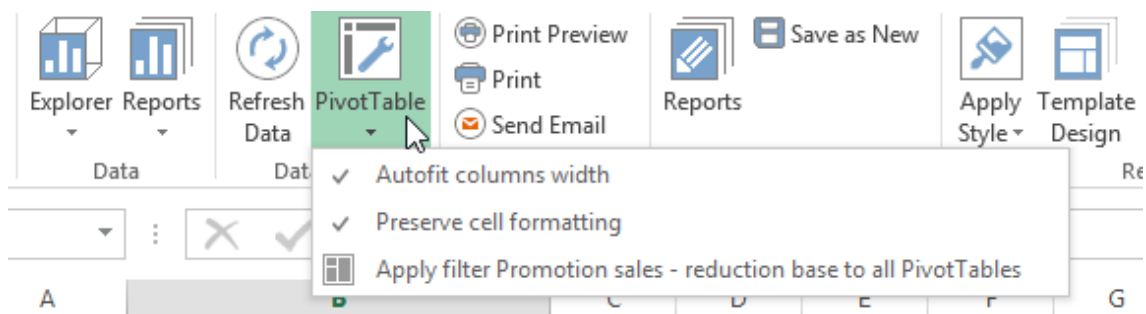 Explorer
Reports
Refresh
Data
PivotTable
Print Preview
Print
Send Email
Reports
Save as New
Apply
Style
Template
Design
Data
Dat
Re
Autofit columns width
Preserve cell formatting
Apply filter Promotion sales - reduction base to all PivotTables
A
B
C
D
E
F
G